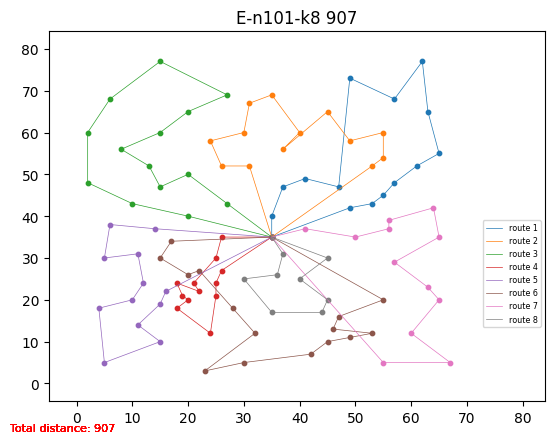 E-n101-k8 907
80
70
60
50
40
30
20
10
0
route 1
route 2
route 3
route 4
route 5
route 6
route 7
route 8
0 10 20 30 40 50 60 70 80
Total distance: 907